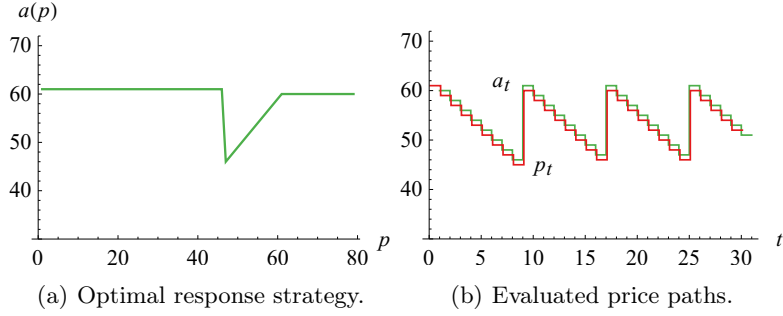 a(p)
70
60
50
40
0 20 40 60 80 p
(a) Optimal response strategy.
70
60
50
40
a_t
p_t
0 5 10 15 20 25 30 t
(b) Evaluated price paths.